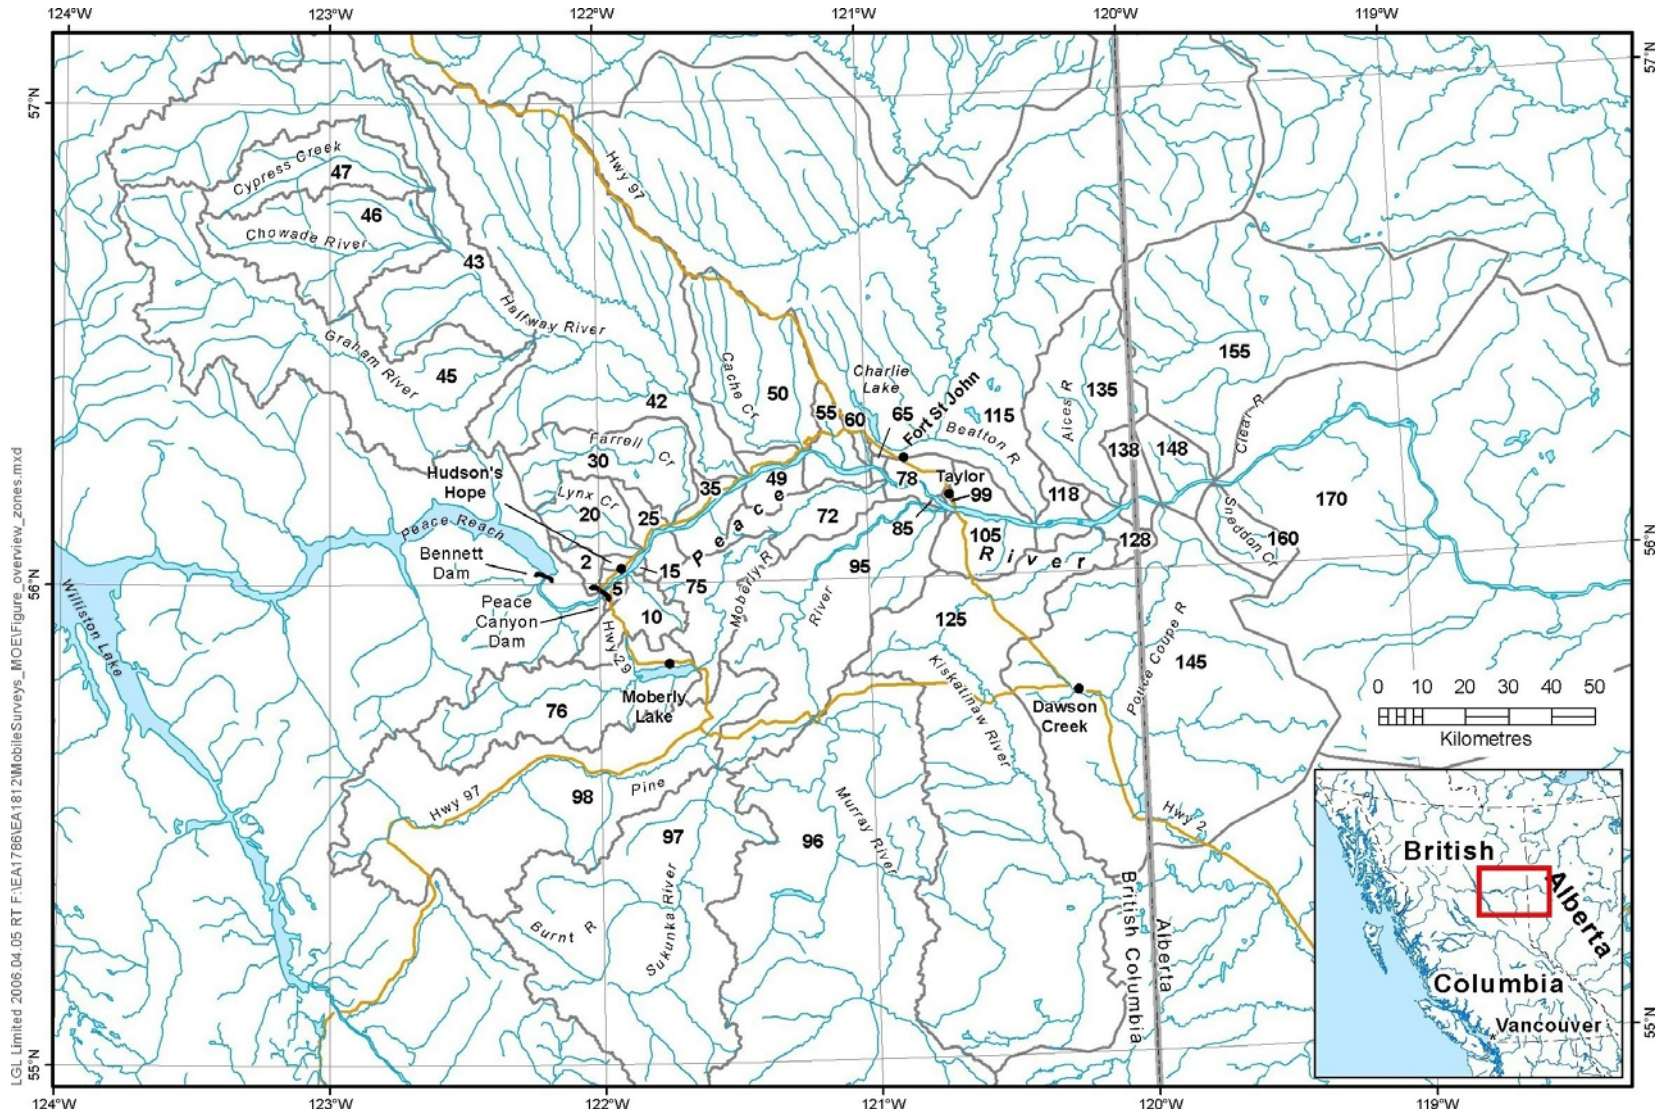 124°W 123°W 122°W 121°W 120°W 119°W
57°N
57°N
Cypress Creek
47
46
Chowade River
43
Halfway River
Graham River
45
Hwy 97
Cache Cr
50
42
Charlie
Lake
55
60
65
Fort St John
115
Beatton R
Alces R
135
155
Clear R
138
148
Farrell Cr
30
Hudson's
Hope
Lynx Cr
20
25
35
49
Peace
River
72
78
Taylor
99
118
85
105
128
170
160
Sneddon Cr
56°N
56°N
Peace Reach
Bennett
Dam
2
15
5
75
10
Peace
Canyon
Dam
Hwy 29
Moberly R
95
River
125
Williston Lake
Moberly
Lake
76
Kiskatinaw River
Pouce Coupe R
145
Dawson
Creek
0 10 20 30 40 50
Kilometres
Hwy 97
98
Pine
97
96
Murray River
Hwy 2
Burnt R
Sukunka River
British Columbia
Alberta
British
Columbia
Alberta
Vancouver
55°N
55°N
124°W 123°W 122°W 121°W 120°W 119°W
LGL Limited 2006.04.05 RT F:\EA1786\EA1812\MobileSurveys_MOE\Figure_overview_zones.mxd